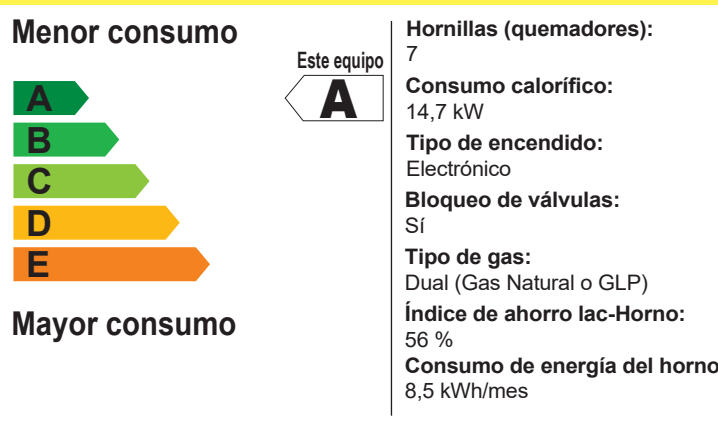 Menor consumo
Este equipo
A
A
B
C
D
E
Mayor consumo
Hornillas (quemadores):
7
Consumo calorífico:
14,7 kW
Tipo de encendido:
Electrónico
Bloqueo de válvulas:
Sí
Tipo de gas:
Dual (Gas Natural o GLP)
Índice de ahorro lac-Horno:
56 %
Consumo de energía del horno
8,5 kWh/mes